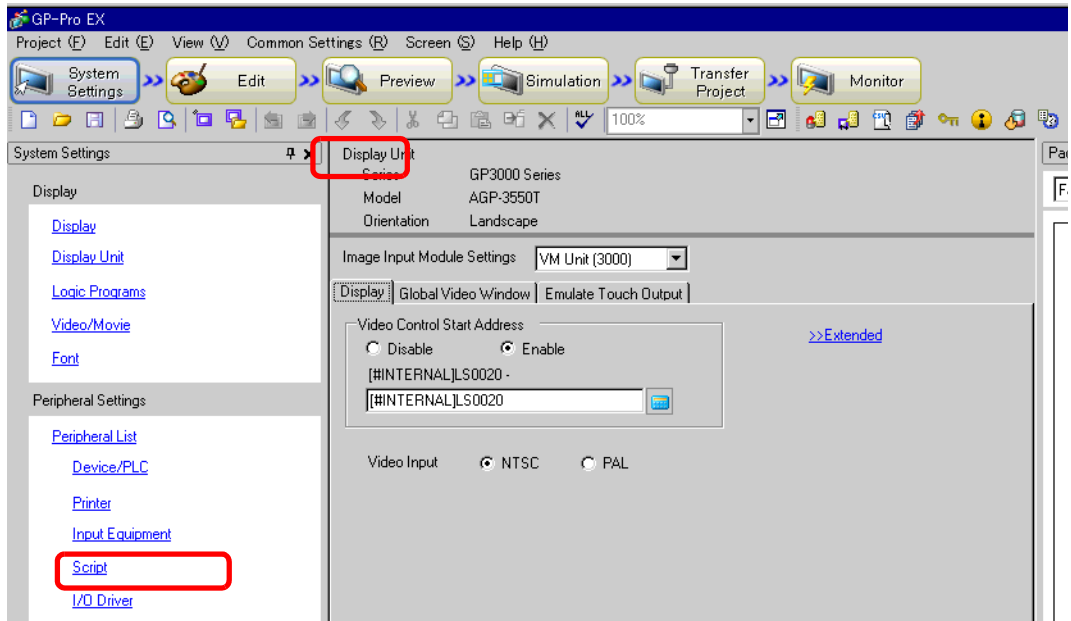 GP-Pro EX
Project (F) Edit (E) View (V) Common Settings (R) Screen (S) Help (H)
System Settings
Edit
Preview
Simulation
Transfer Project
Monitor
100%
System Settings
Display
Display
Display Unit
Logic Programs
Video/Movie
Font
Peripheral Settings
Peripheral List
Device/PLC
Printer
Input Equipment
Script
I/O Driver
Display Unit
Series GP3000 Series
Model AGP-3550T
Orientation Landscape
Image Input Module Settings VM Unit (3000)
Display Global Video Window Emulate Touch Output
Video Control Start Address
Disable Enable
[#INTERNAL]LS0020 -
[#INTERNAL]LS0020
>>Extended
Video Input NTSC PAL